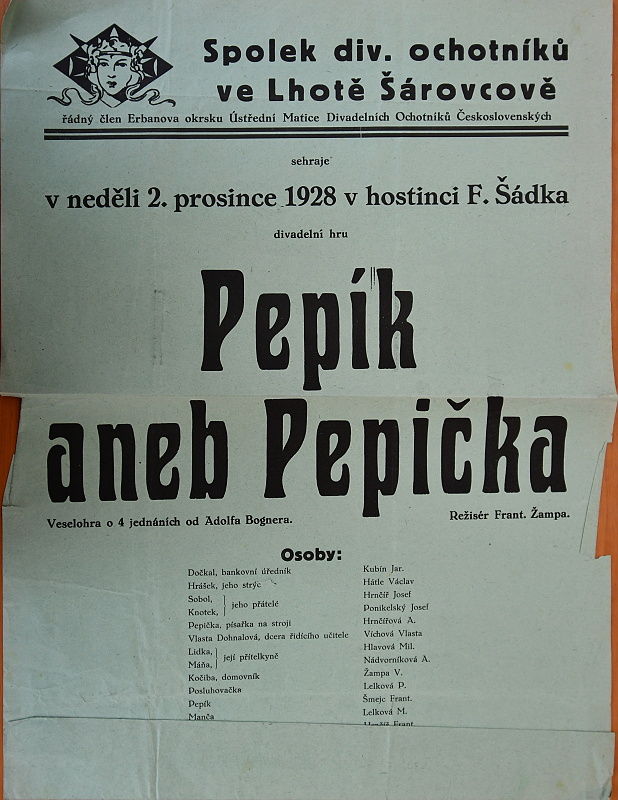 Spolek div. ochotníků
ve Lhotě Šárovcově
řádný člen Erbanova okrsku Ústřední Matice Divadelních Ochotníků Československých
sehraje
v neděli 2. prosince 1928 v hostinci F. Šádka
divadelní hru
Pepík
aneb Pepička
Veselohra o 4 jednáních od Adolfa Bognera. Režisér Frant. Žampa.
Osoby:
Dočkal, bankovní úředník Kubín Jar.
Hrášek, jeho strýc Hátle Václav
Sobol, Hrnčíř Josef
jeho přátelé
Knotek, Ponikelský Josef
Pepička, písařka na stroji Hrnčířová A.
Vlasta Dohnalová, dcera řídícího učitele Víchová Vlasta
Lidka, Hlavová Mil.
její přítelkyně
Máňa, Nádvorníková A.
Kočiba, domovník Žampa V.
Posluhovačka Lelková P.
Pepík Šmejc Frant.
Manča Lelková M.
Hrnčíř Frant.